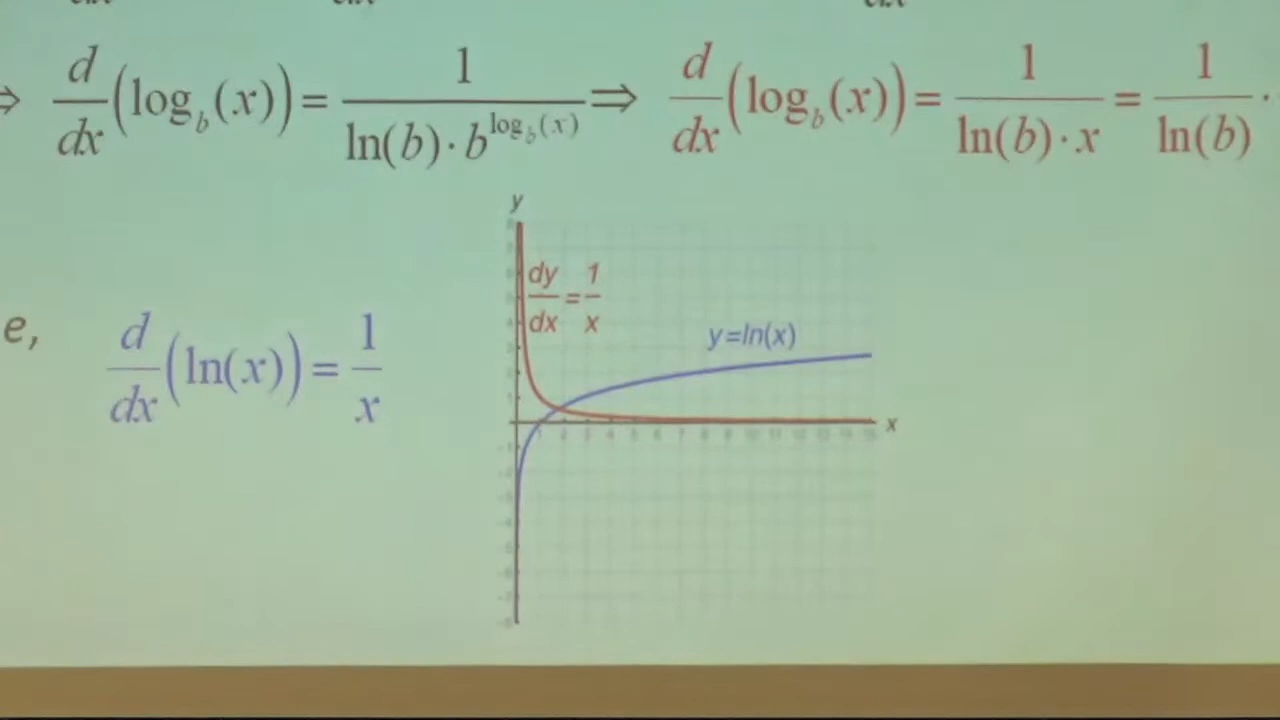 ⇒ d/dx (log_b(x)) = 1/(ln(b)·b^(log_b(x))) ⇒ d/dx (log_b(x)) = 1/(ln(b)·x) = 1/ln(b) ·
y
dy/dx = 1/x
y=ln(x)
e, d/dx (ln(x)) = 1/x
x